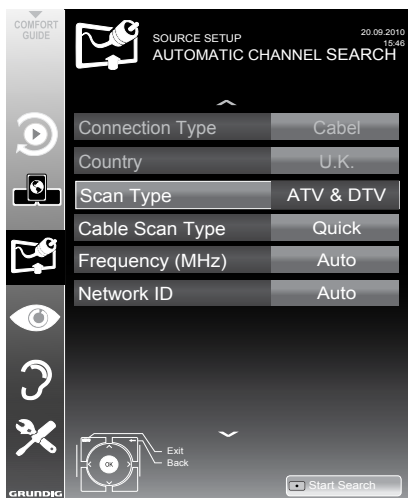 COMFORT
GUIDE
SOURCE SETUP
20.09.2010
15:46
AUTOMATIC CHANNEL SEARCH
Connection Type Cabel
Country U.K.
Scan Type ATV & DTV
Cable Scan Type Quick
Frequency (MHz) Auto
Network ID Auto
Exit
Back
OK
Start Search
GRUNDIG